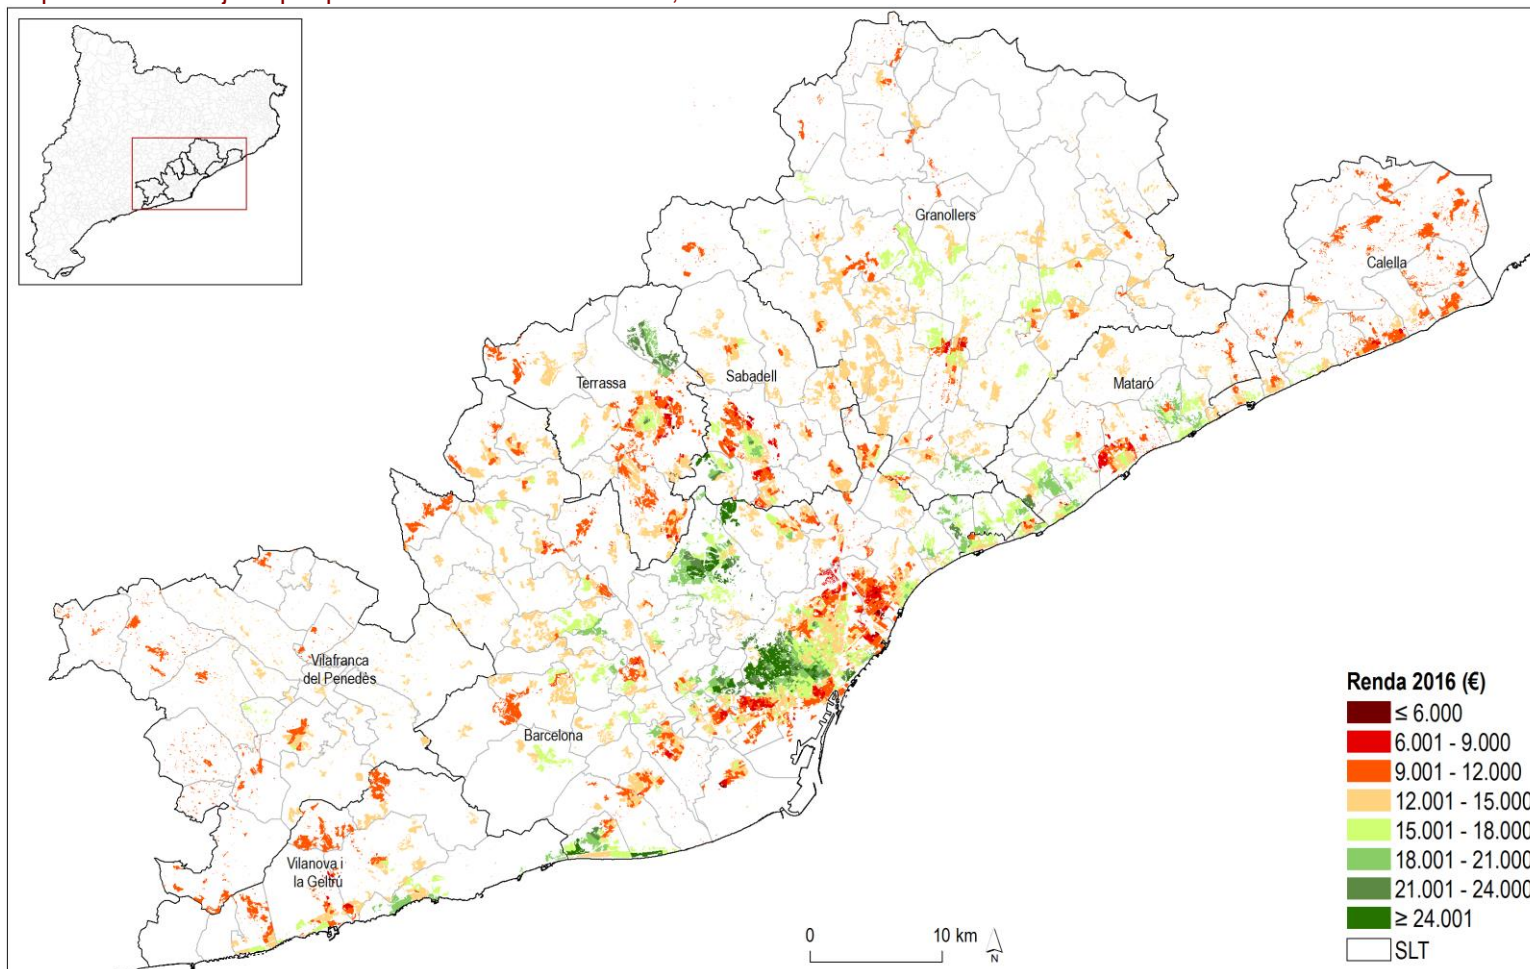 Granollers
Calella
Terrassa
Sabadell
Mataró
Vilafranca
del Penedès
Barcelona
Vilanova i
la Geltrú
0 10 km
N
Renda 2016 (€)
≤ 6.000
6.001 - 9.000
9.001 - 12.000
12.001 - 15.000
15.001 - 18.000
18.001 - 21.000
21.001 - 24.000
≥ 24.001
SLT